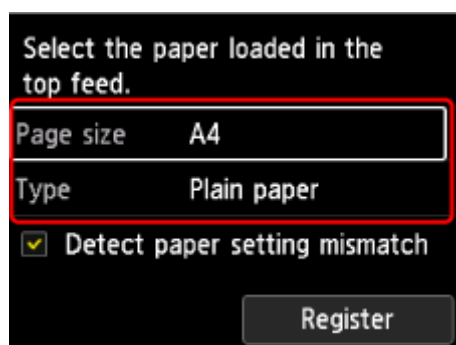 Select the paper loaded in the
top feed.
Page size A4
Type Plain paper
Detect paper setting mismatch
Register